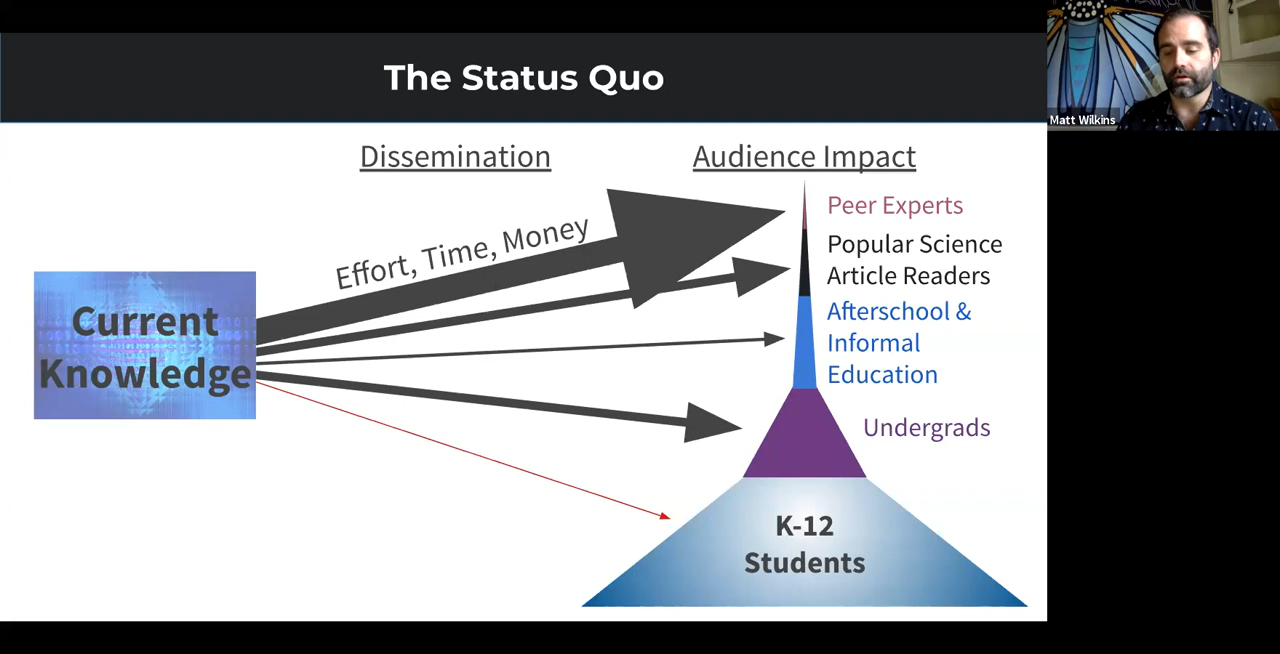 The Status Quo
Matt Wilkins
Dissemination
Audience Impact
Effort, Time, Money
Current
Knowledge
Peer Experts
Popular Science
Article Readers
Afterschool &
Informal
Education
Undergrads
K-12
Students